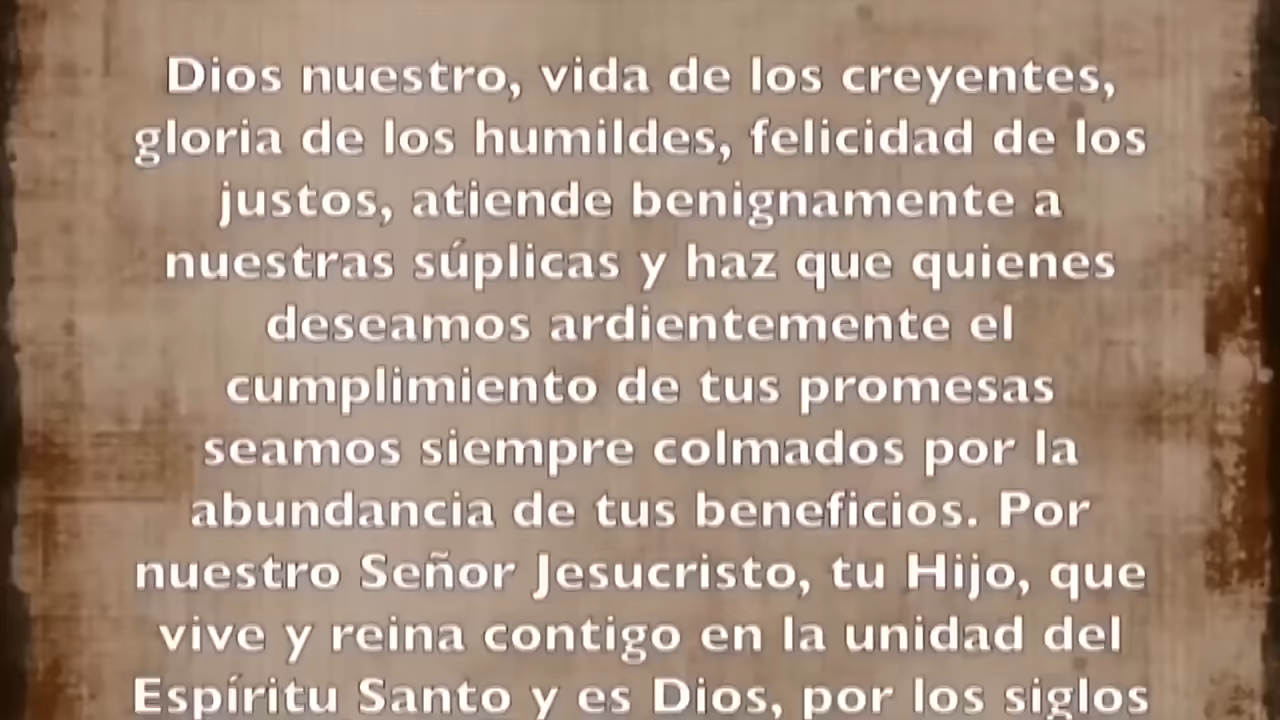 Dios nuestro, vida de los creyentes,
gloria de los humildes, felicidad de los
justos, atiende benignamente a
nuestras súplicas y haz que quienes
deseamos ardientemente el
cumplimiento de tus promesas
seamos siempre colmados por la
abundancia de tus beneficios. Por
nuestro Señor Jesucristo, tu Hijo, que
vive y reina contigo en la unidad del
Espíritu Santo y es Dios, por los siglos